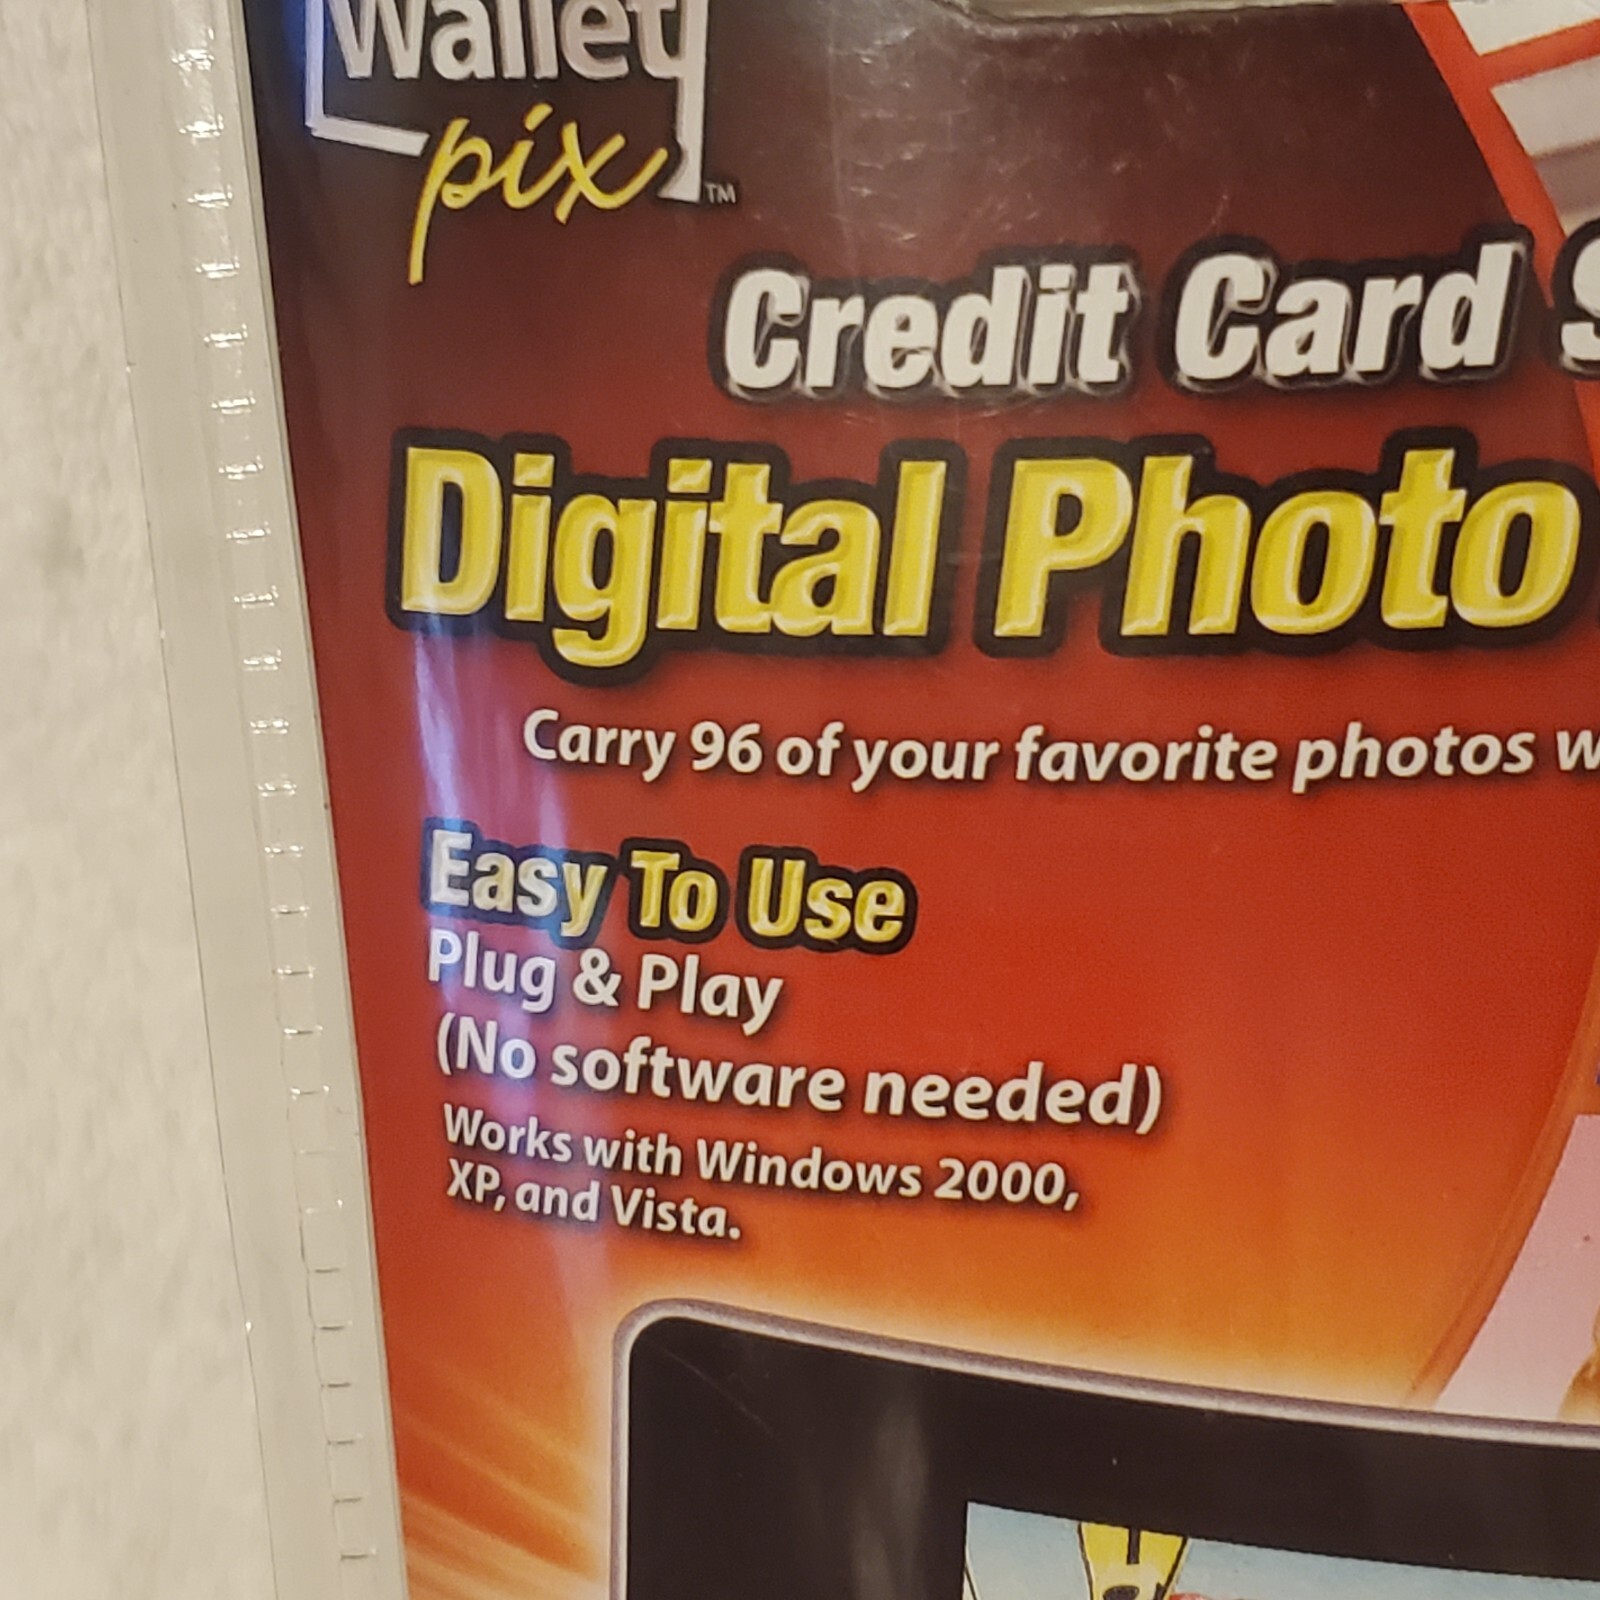 Wallet
pix™
Credit Card
Digital Photo
Carry 96 of your favorite photos
Easy To Use
Plug & Play
(No software needed)
Works with Windows 2000,
XP, and Vista.